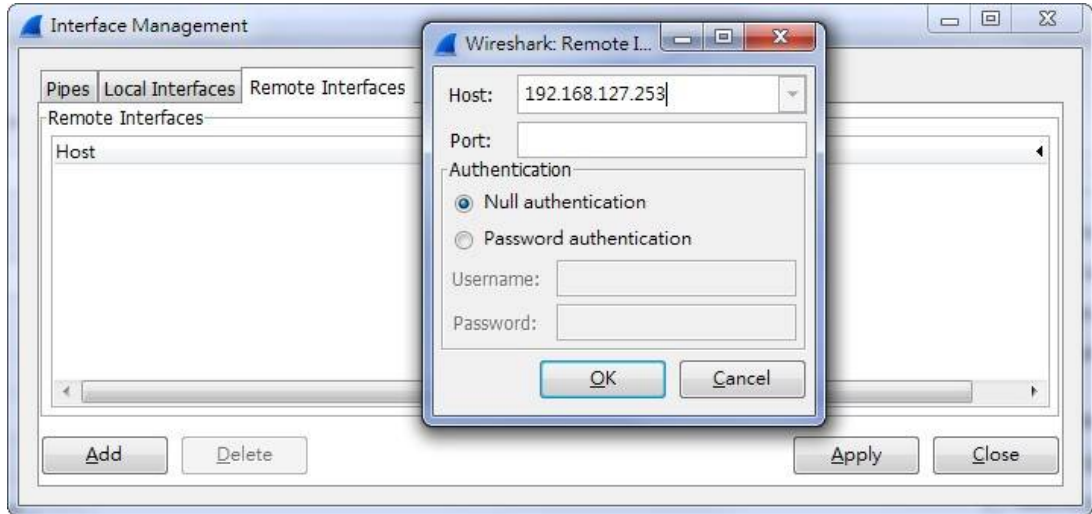 Interface Management
Pipes Local Interfaces Remote Interfaces
Remote Interfaces
Host
Add Delete Apply Close
Wireshark: Remote I...
Host: 192.168.127.253
Port:
Authentication
Null authentication
Password authentication
Username:
Password:
OK Cancel